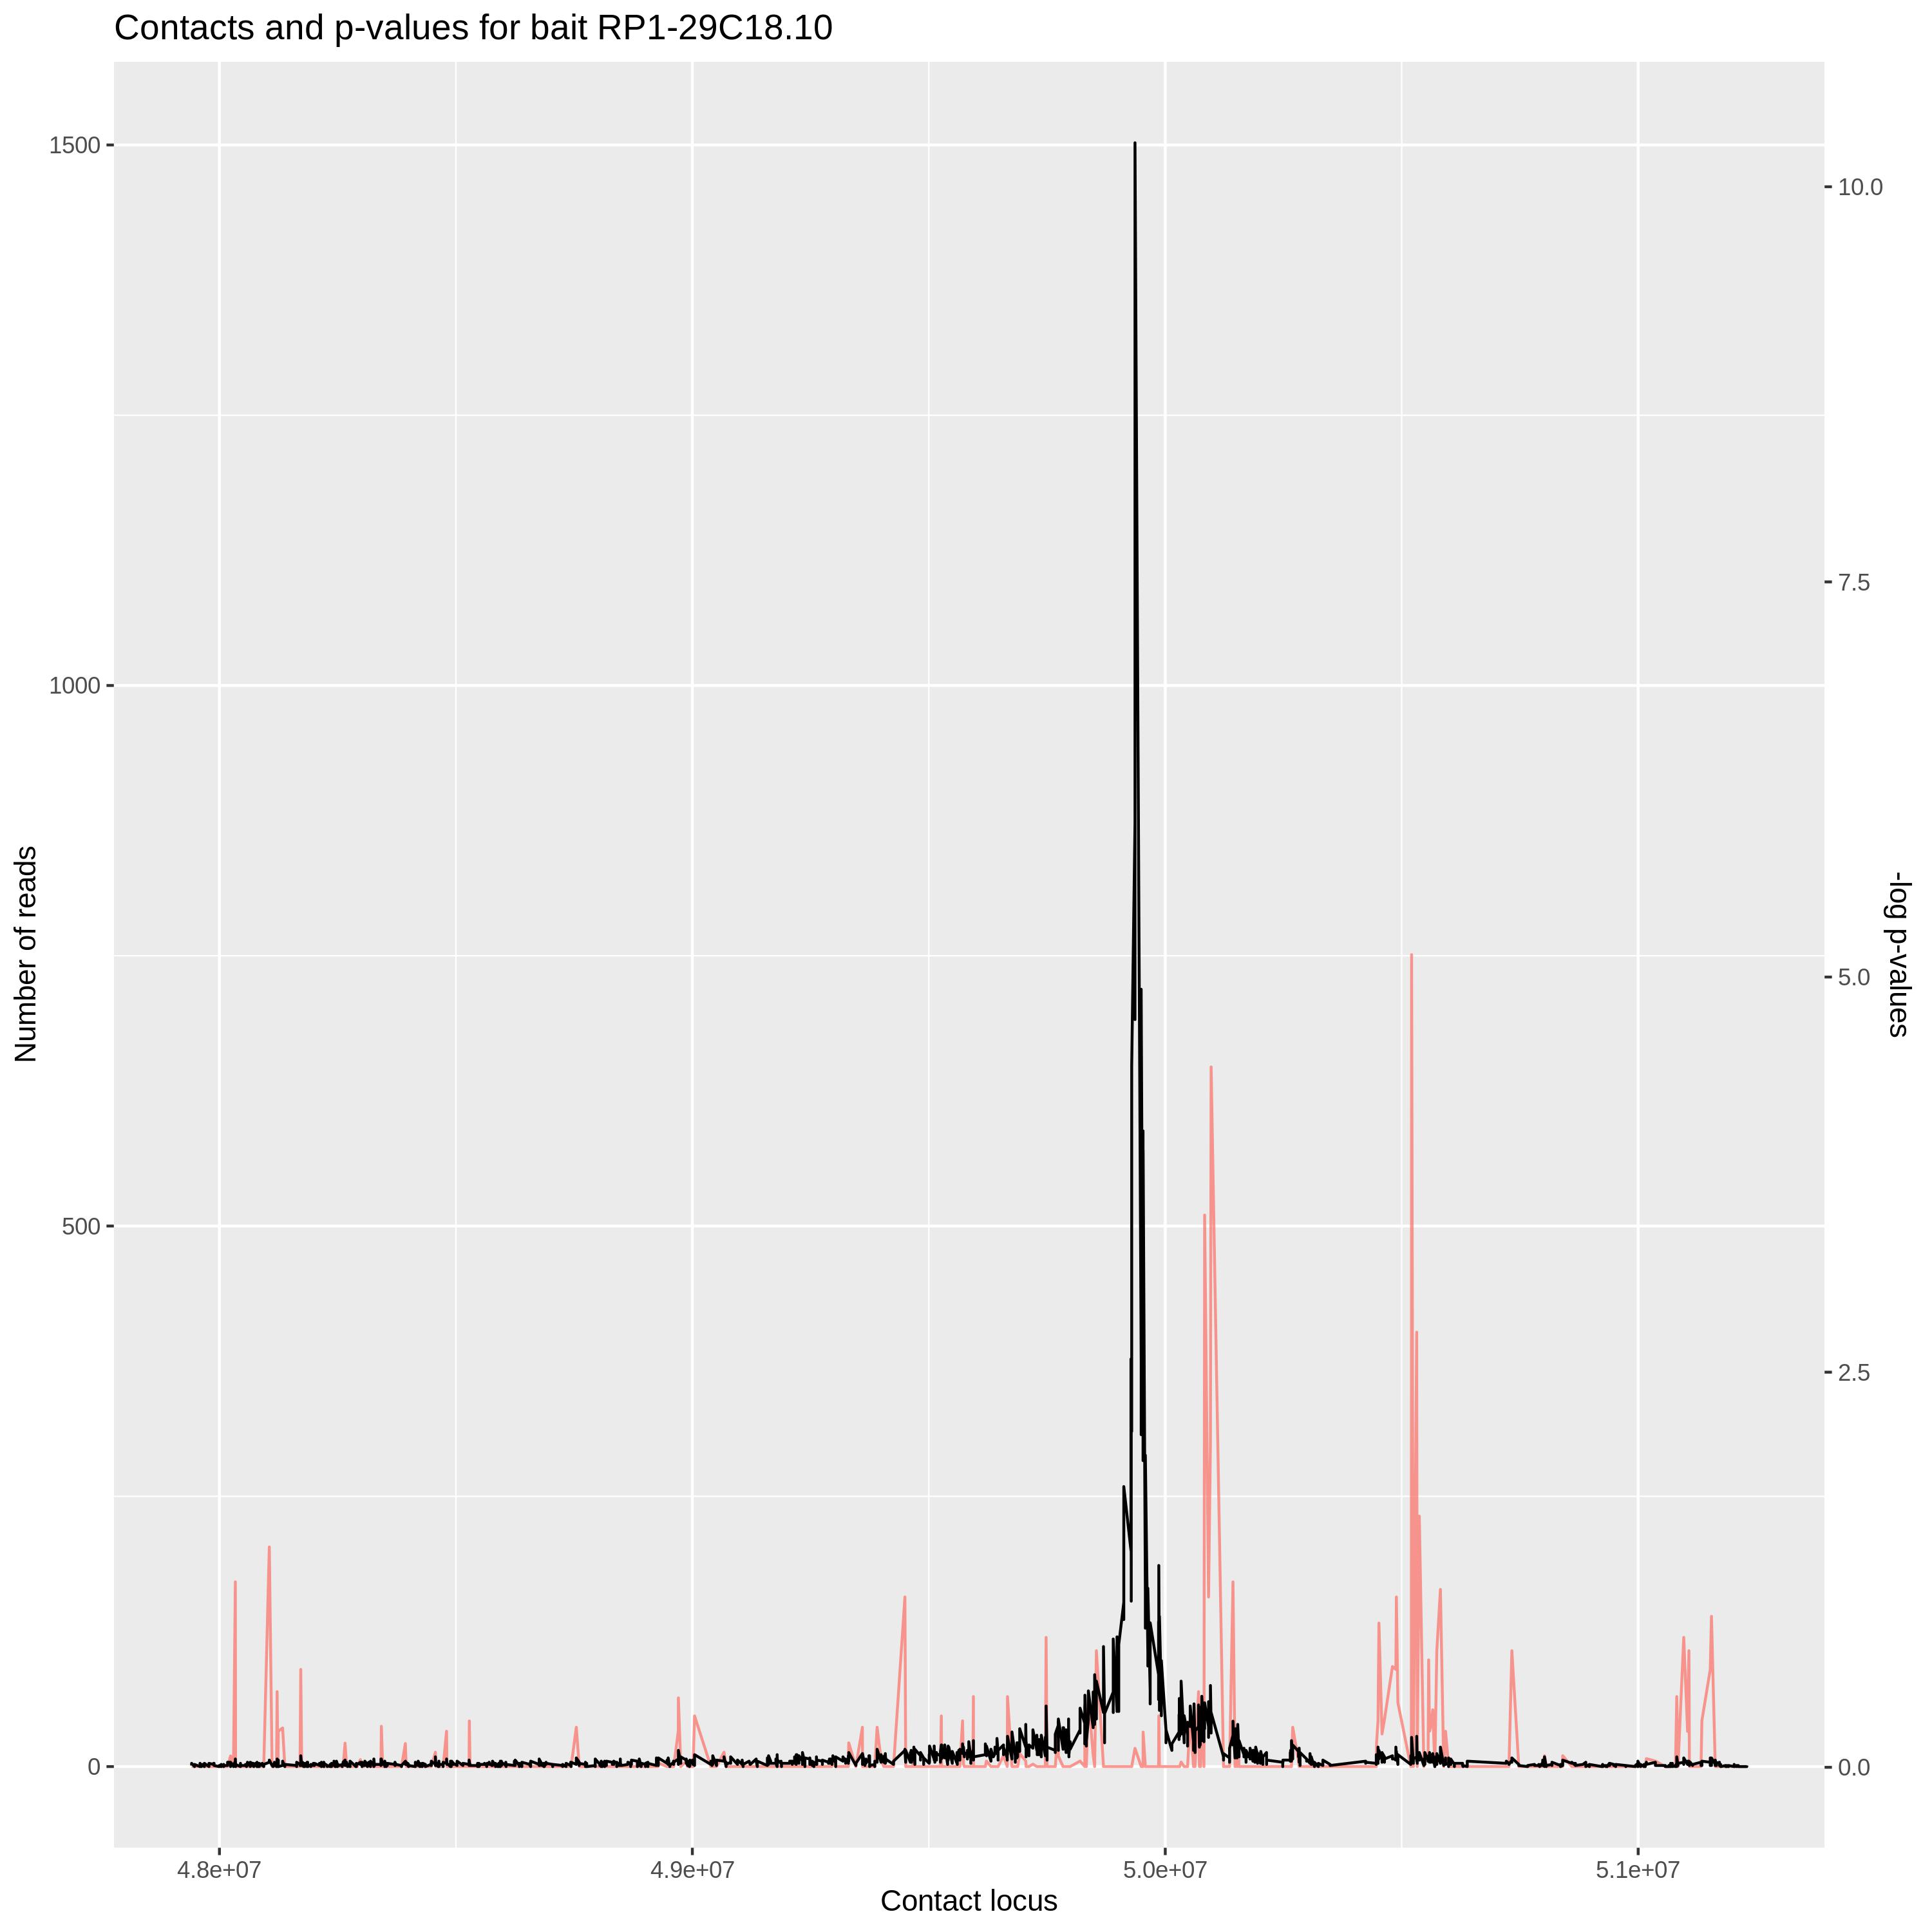 Contacts and p-values for bait RP1-29C18.10
1500
1000
500
0
Number of reads
10.0
7.5
5.0
2.5
0.0
-log p-values
4.8e+07
4.9e+07
5.0e+07
5.1e+07
Contact locus